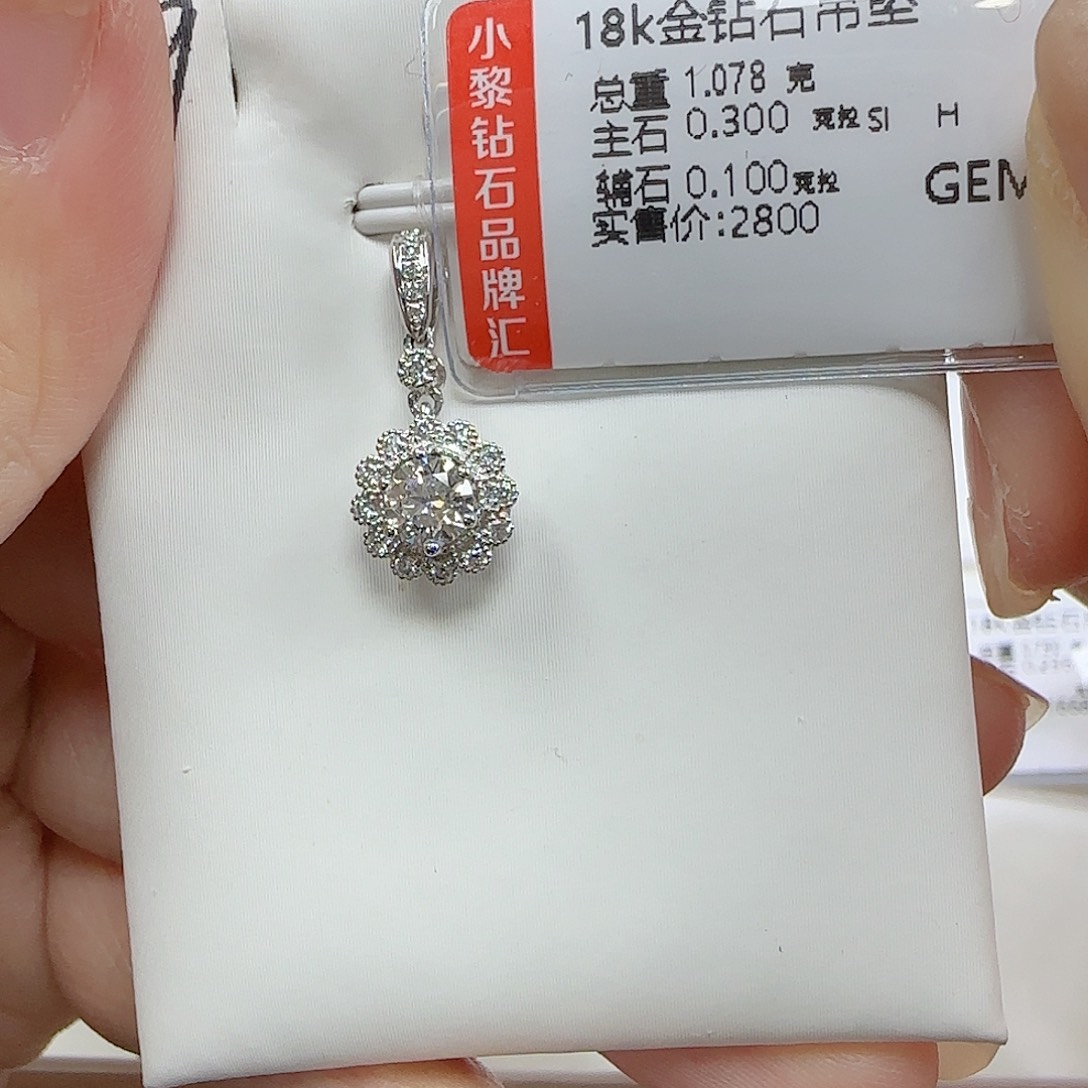 小黎钻石品牌汇
18k金钻石吊坠
总重 1.078 克
主石 0.300 克拉 SI H
辅石 0.100 克拉
GEM
实售价:2800